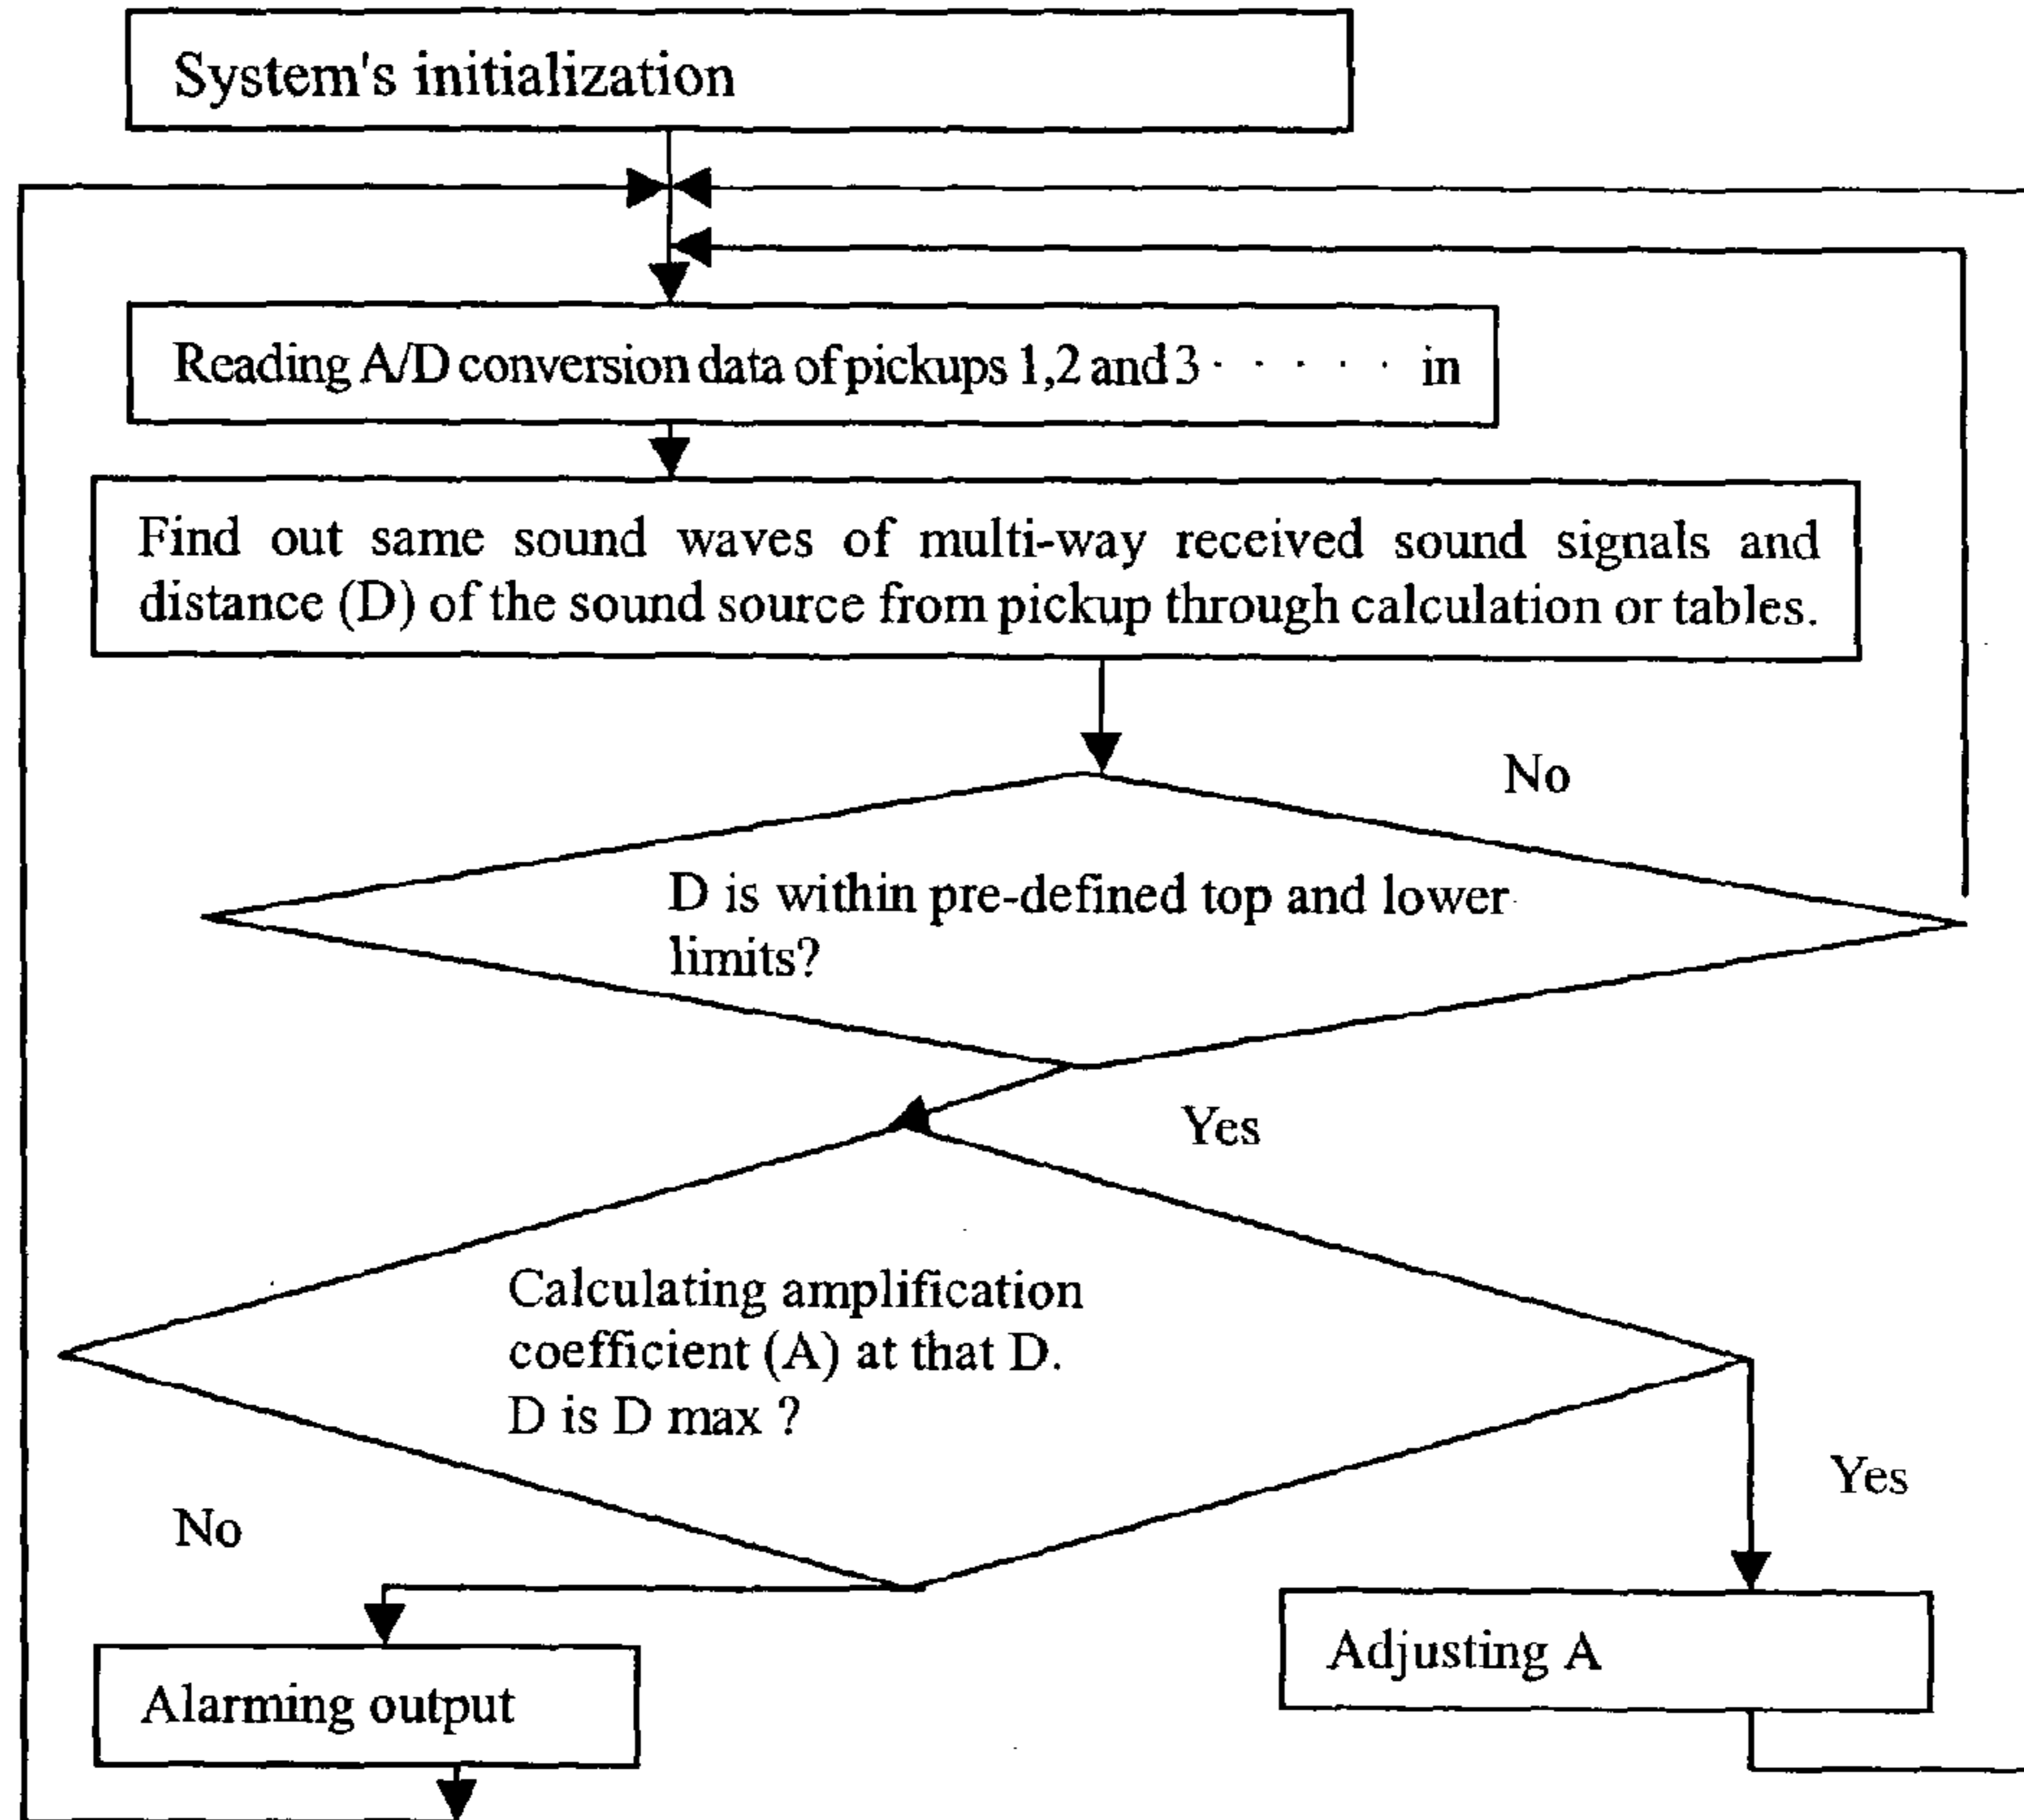 System's initialization
Reading A/D conversion data of pickups 1,2 and 3 · · · · · in
Find out same sound waves of multi-way received sound signals and
distance (D) of the sound source from pickup through calculation or tables.
No
D is within pre-defined top and lower
limits?
Yes
Calculating amplification
coefficient (A) at that D.
D is D max ?
Yes
No
Adjusting A
Alarming output